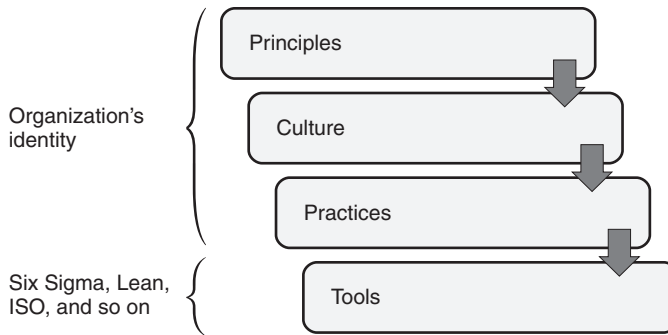 Principles
Organization's
identity
Culture
Practices
Six Sigma, Lean,
ISO, and so on
Tools